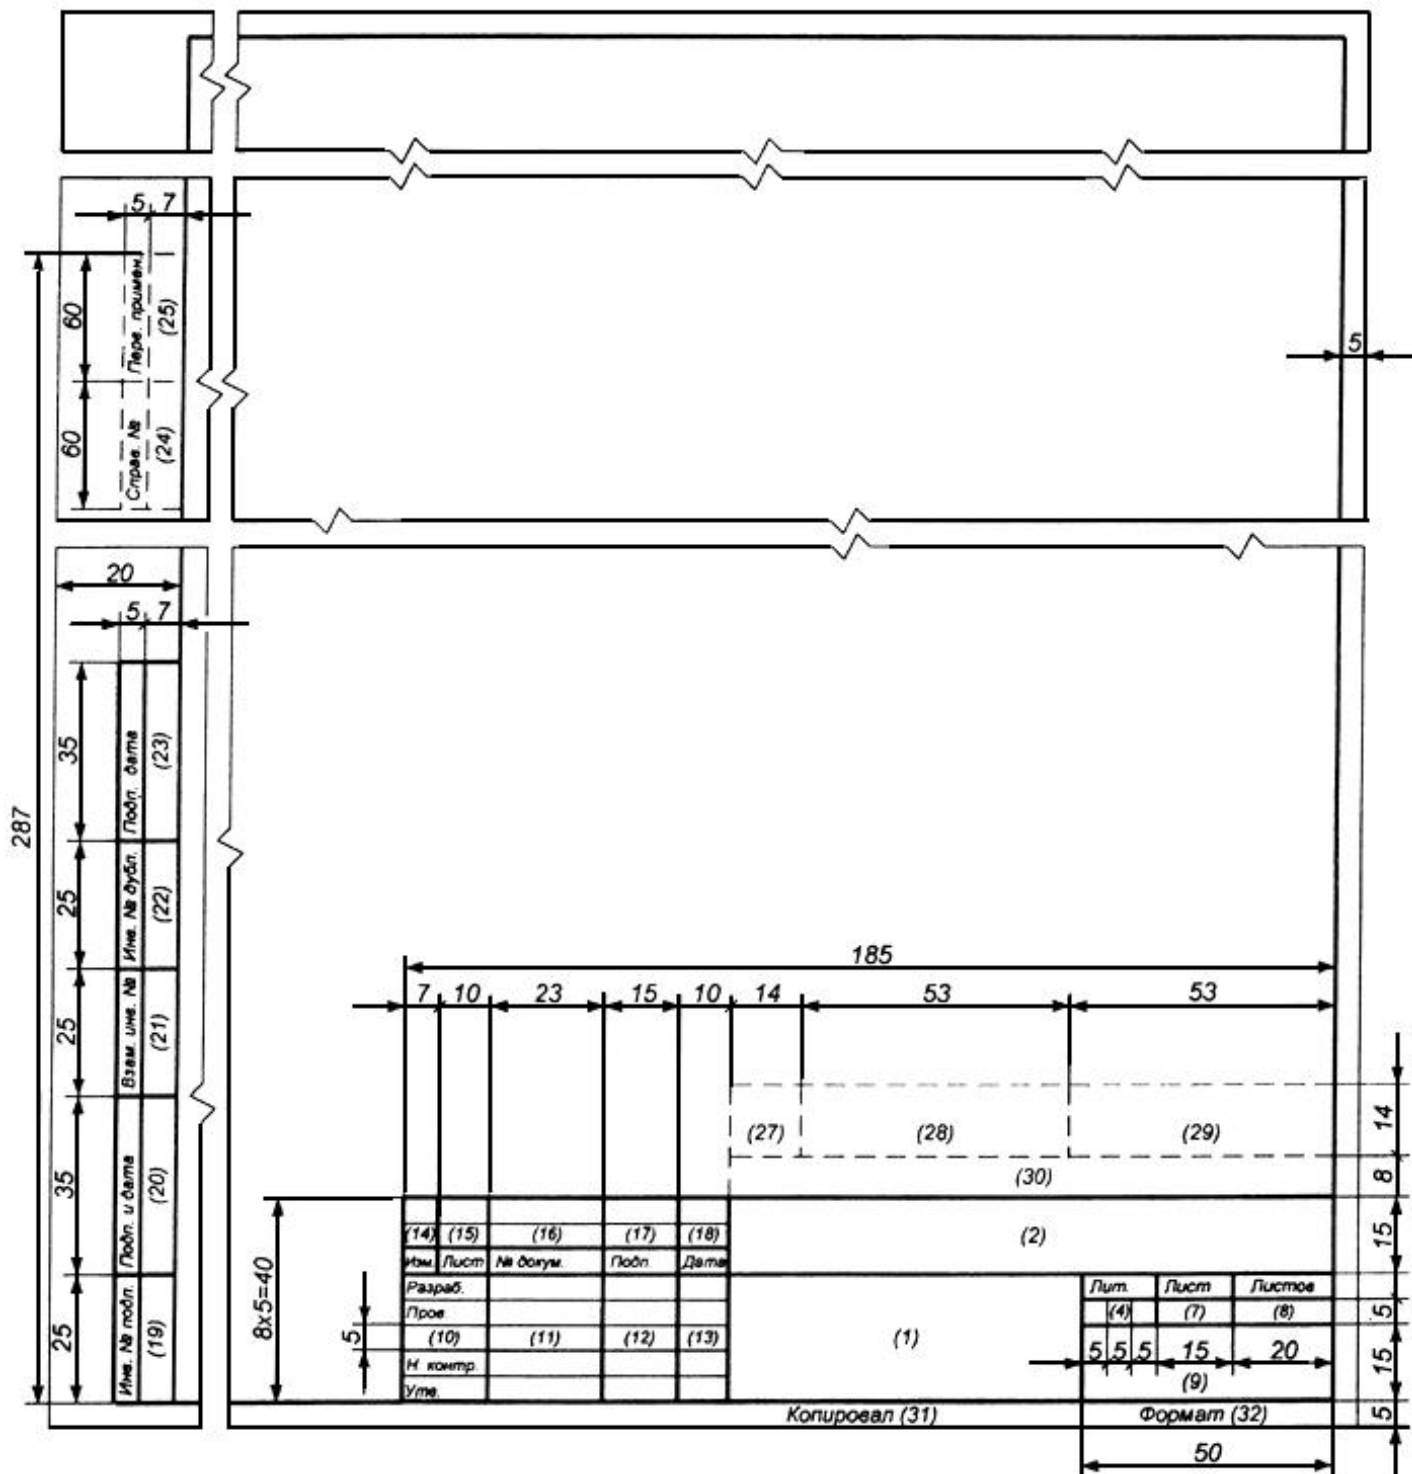 5 7
60
Перв. примен.
(25)
60
Справ. №
(24)
5
287
20
5 7
35
Подп. дата
(23)
25
Инв. № дубл.
(22)
25
Взам. инв. №
(21)
35
Подп. и дата
(20)
25
Инв. № подл.
(19)
185
7 10 23 15 10 14 53 53
(27) (28) (29)
14
(30)
8
8х5=40
(14) (15) (16) (17) (18)
(2)
15
Изм. Лист № докум. Подп. Дата
Разраб.
Лит. Лист Листов
Пров.
(4) (7) (8)
5
5
(10) (11) (12) (13)
(1)
5 5 5 15 20
15
Н. контр.
(9)
Утв.
Копировал (31) Формат (32)
5
50